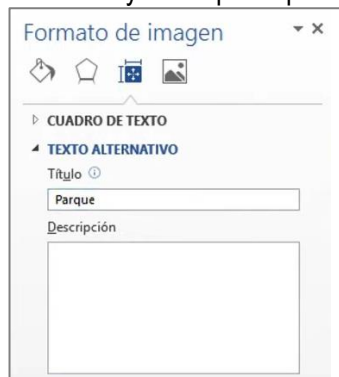 Formato de imagen
CUADRO DE TEXTO
TEXTO ALTERNATIVO
Título
Parque
Descripción